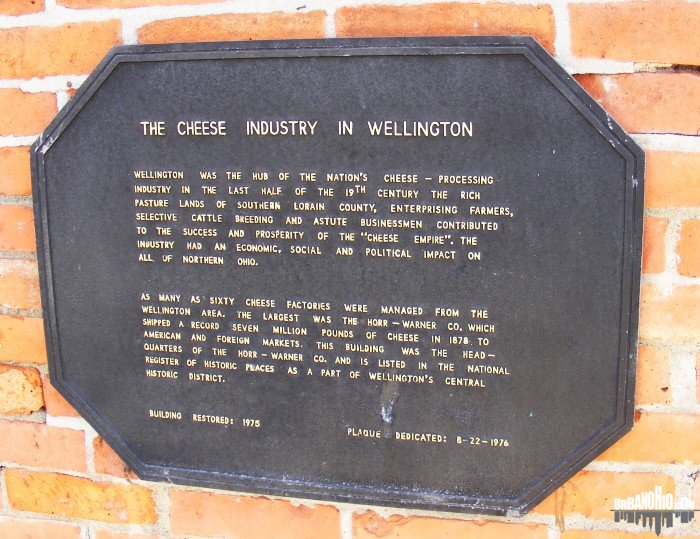 THE CHEESE INDUSTRY IN WELLINGTON
WELLINGTON WAS THE HUB OF THE NATION'S CHEESE – PROCESSING
INDUSTRY IN THE LAST HALF OF THE 19TH CENTURY THE RICH
PASTURE LANDS OF SOUTHERN LORAIN COUNTY, ENTERPRISING FARMERS,
SELECTIVE CATTLE BREEDING AND ASTUTE BUSINESSMEN CONTRIBUTED
TO THE SUCCESS AND PROSPERITY OF THE "CHEESE EMPIRE". THE
INDUSTRY HAD AN ECONOMIC, SOCIAL AND POLITICAL IMPACT ON
ALL OF NORTHERN OHIO.
AS MANY AS SIXTY CHEESE FACTORIES WERE MANAGED FROM THE
WELLINGTON AREA. THE LARGEST WAS THE HORR – WARNER CO. WHICH
SHIPPED A RECORD SEVEN MILLION POUNDS OF CHEESE IN 1878 TO
AMERICAN AND FOREIGN MARKETS. THIS BUILDING WAS THE HEAD–
QUARTERS OF THE HORR – WARNER CO. AND IS LISTED IN THE NATIONAL
REGISTER OF HISTORIC PLACES AS A PART OF WELLINGTON'S CENTRAL
HISTORIC DISTRICT.
BUILDING RESTORED: 1975
PLAQUE DEDICATED: 8–22–1976